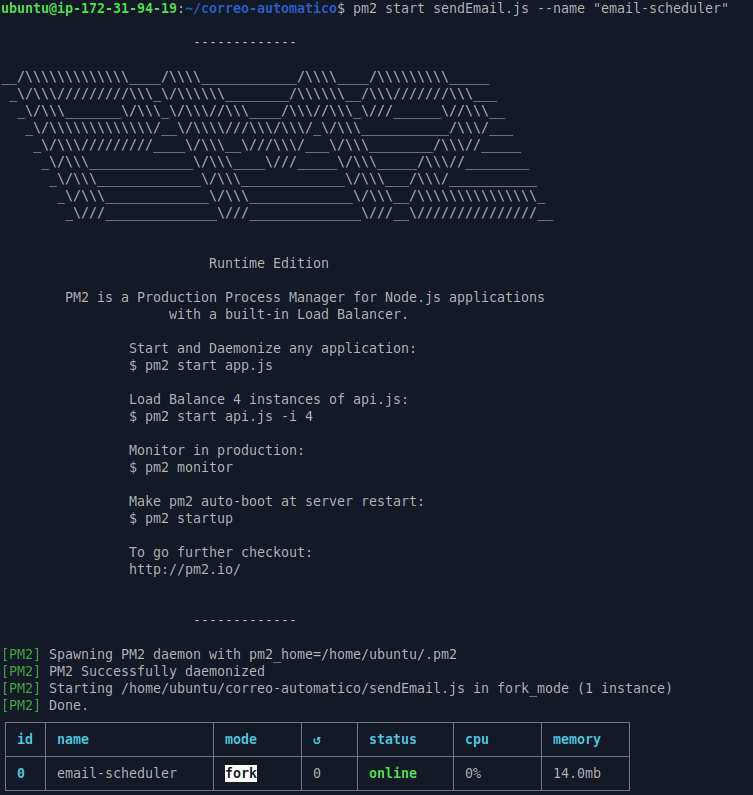 ubuntu@ip-172-31-94-19:~/correo-automatico$ pm2 start sendEmail.js --name "email-scheduler"
-------------
__/\\\\\\\\\\\\\____/\\\\____________/\\\\____/\\\\\\\\\_____
_\/\\\/////////\\\_\/\\\\\\________/\\\\\\__/\\\///////\\\___
_\/\\\_______\/\\\_\/\\\//\\\____/\\\//\\\_\///______\//\\\__
_\/\\\\\\\\\\\\\/__\/\\\\///\\\/\\\/_\/\\\___________/\\\/___
_\/\\\/////////____\/\\\__\///\\\/___\/\\\________/\\\//_____
_\/\\\_____________\/\\\____\///_____\/\\\_____/\\\//________
_\/\\\_____________\/\\\_____________\/\\\___/\\\/___________
_\/\\\_____________\/\\\_____________\/\\\__/\\\\\\\\\\\\\\\_
_\///______________\///______________\///__\///////////////__
Runtime Edition
PM2 is a Production Process Manager for Node.js applications
with a built-in Load Balancer.
Start and Daemonize any application:
$ pm2 start app.js
Load Balance 4 instances of api.js:
$ pm2 start api.js -i 4
Monitor in production:
$ pm2 monitor
Make pm2 auto-boot at server restart:
$ pm2 startup
To go further checkout:
http://pm2.io/
-------------
[PM2] Spawning PM2 daemon with pm2_home=/home/ubuntu/.pm2
[PM2] PM2 Successfully daemonized
[PM2] Starting /home/ubuntu/correo-automatico/sendEmail.js in fork_mode (1 instance)
[PM2] Done.
id name mode ↺ status cpu memory
0 email-scheduler fork 0 online 0% 14.0mb